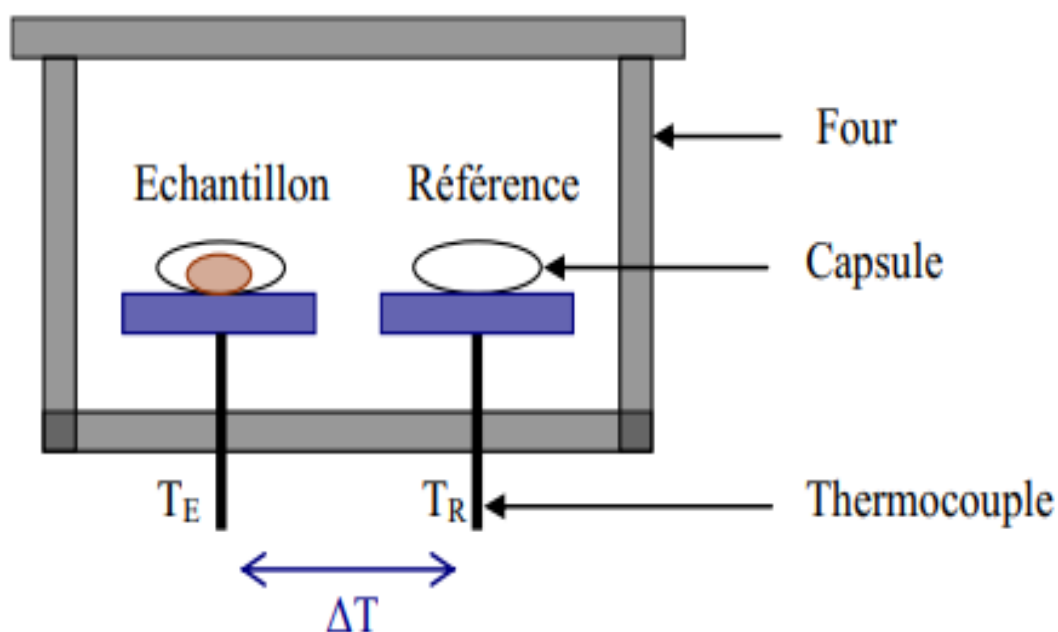 Four
Echantillon
Référence
Capsule
T_E
T_R
Thermocouple
ΔT